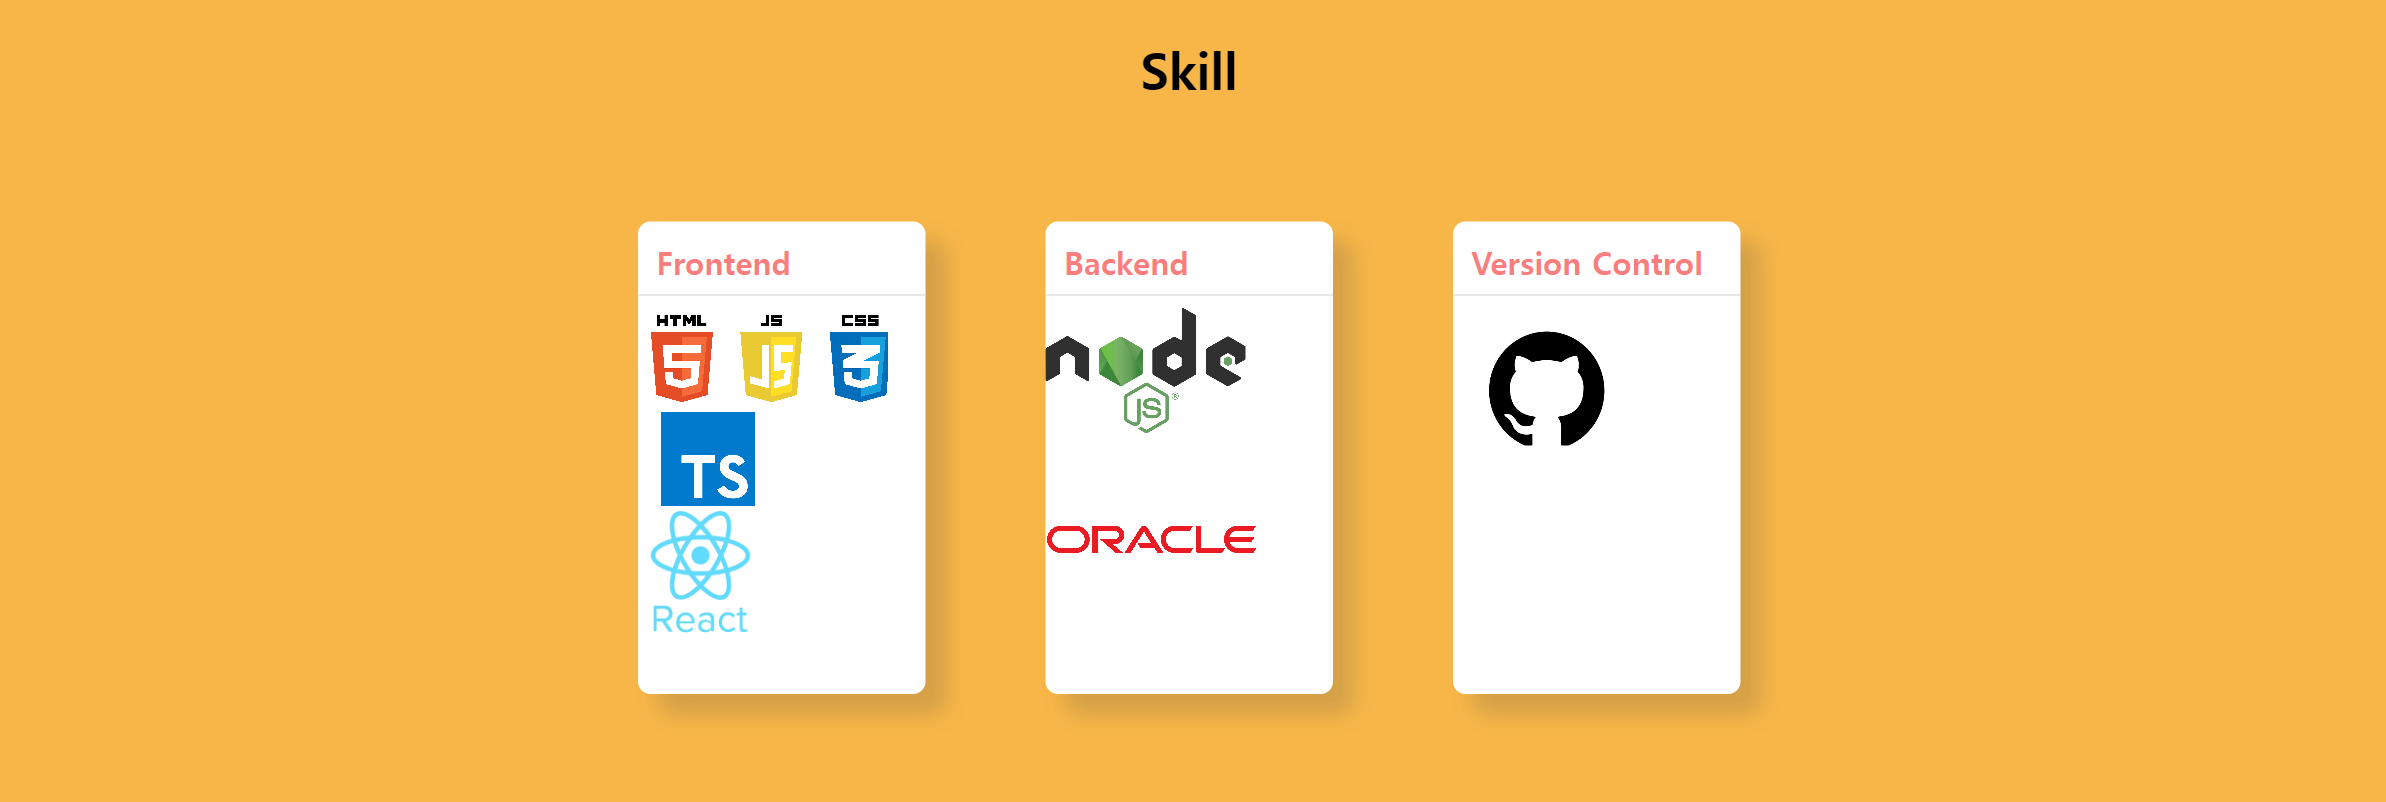 Skill
Frontend
HTML JS CSS
5 JS 3
TS
React
Backend
node
JS ®
ORACLE
Version Control